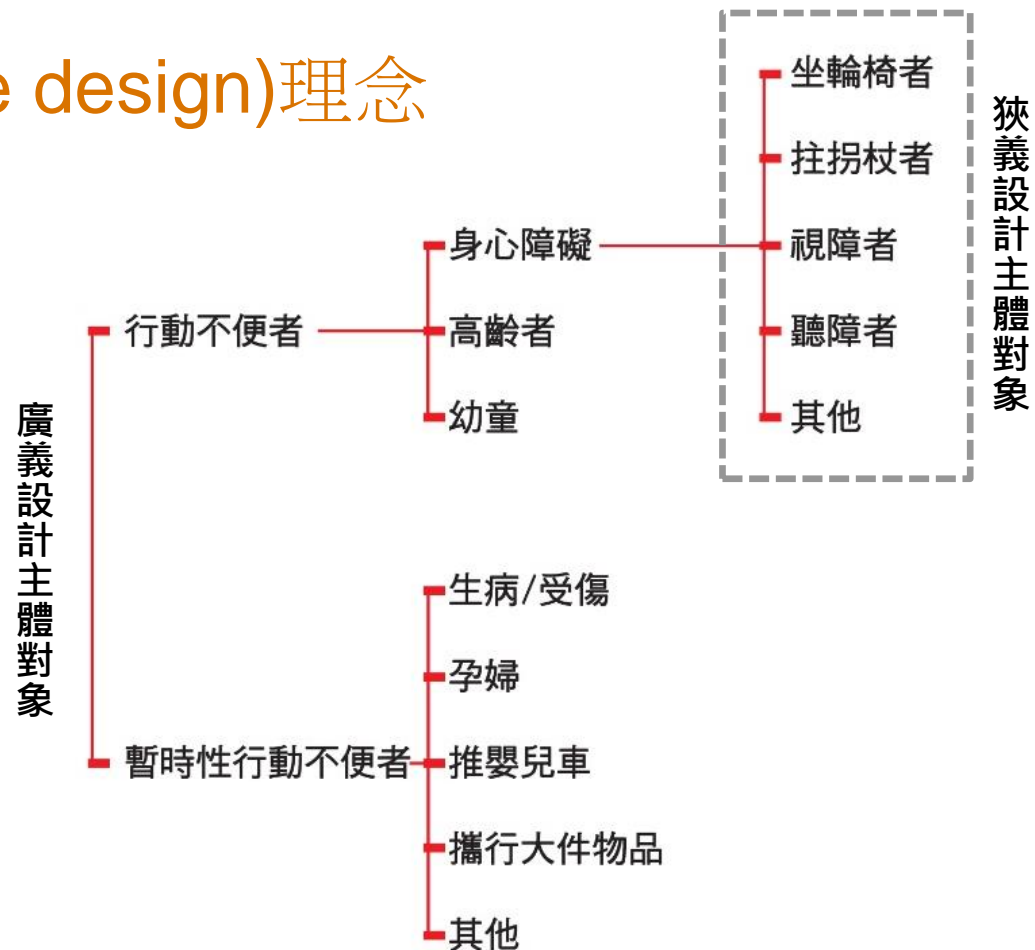 e design)理念
廣義設計主體對象
行動不便者
身心障礙
坐輪椅者
拄拐杖者
視障者
聽障者
其他
狹義設計主體對象
高齡者
幼童
暫時性行動不便者
生病/受傷
孕婦
推嬰兒車
攜行大件物品
其他